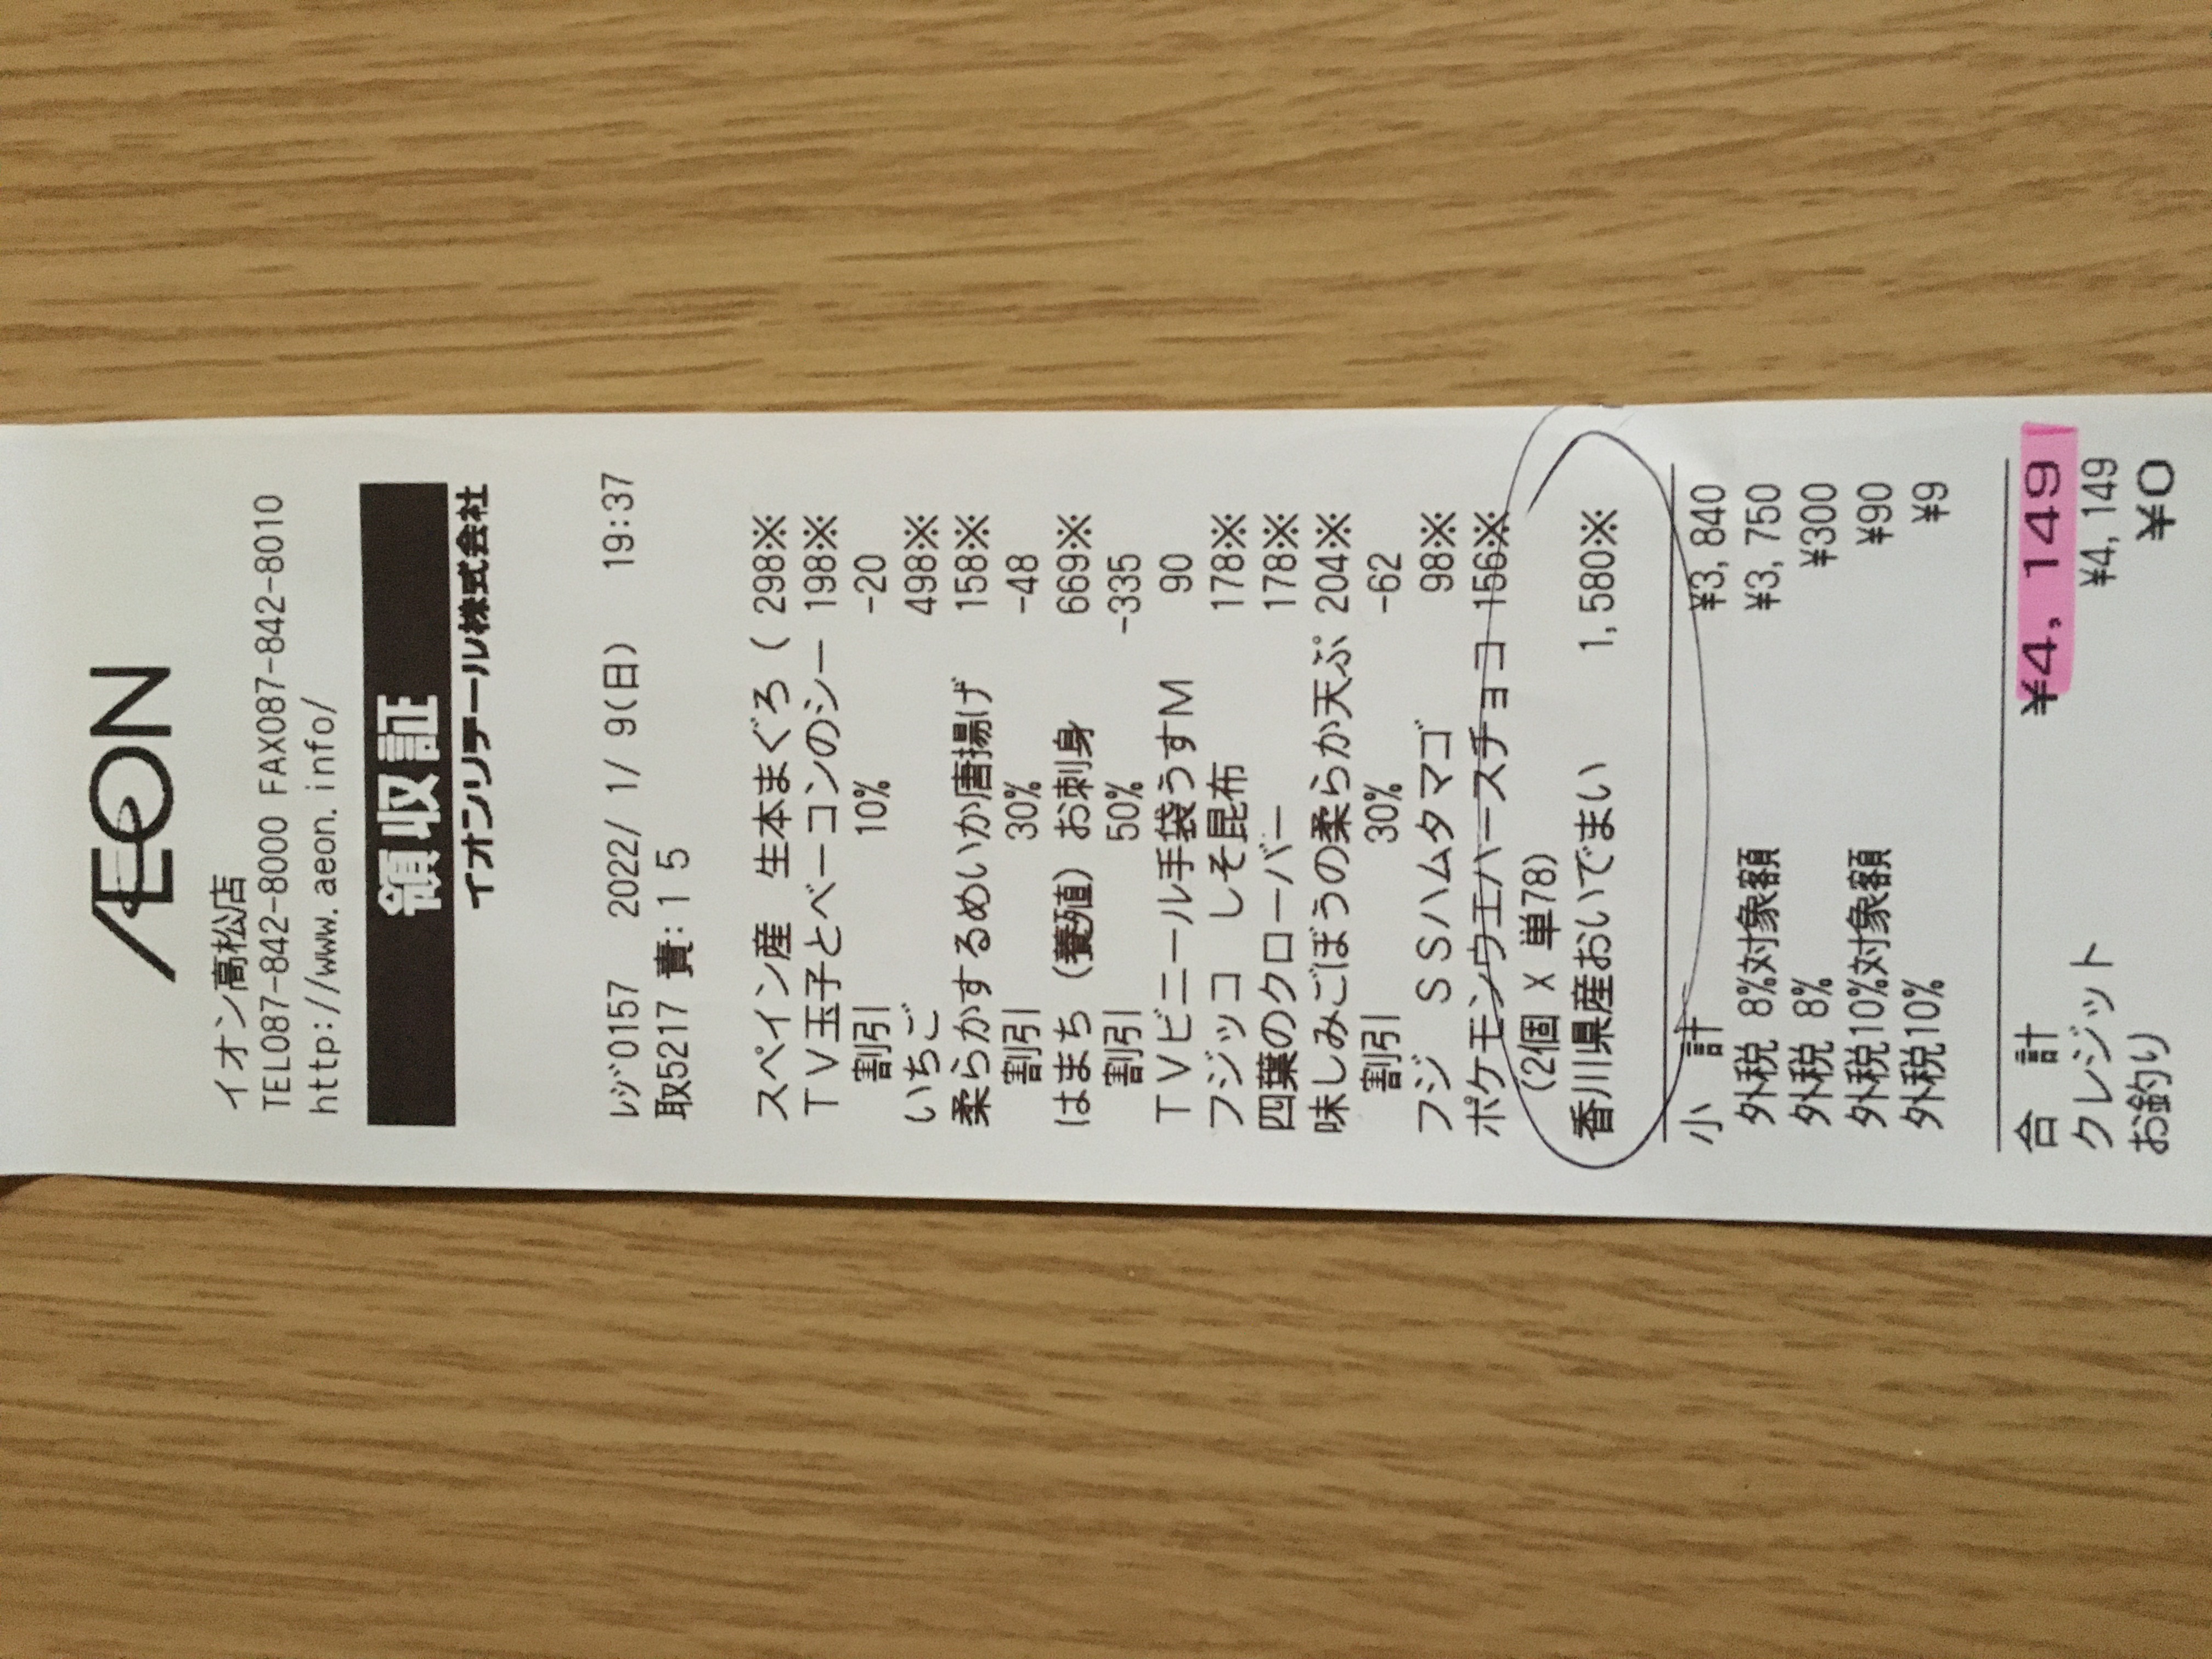 AEON
イオン高松店
TEL087-842-8000 FAX087-842-8010
http://www.aeon.info/
領収証
イオンリテール株式会社
ﾚｼﾞ0157 2022/ 1/ 9(日) 19:37
取5217 責:15
スペイン産 生本まぐろ ( 298※
TV玉子とベーコンのシー 198※
割引 10% -20
いちご 498※
柔らかするめいか唐揚げ 158※
割引 30% -48
はまち (養殖) お刺身 669※
割引 50% -335
TVビニール手袋うすM 90
フジッコ しそ昆布 178※
四葉のクローバー 178※
味しみごぼうの柔らか天ぷ 204※
割引 30% -62
フジ SSハムタマゴ 98※
ポケモンウエハースチョコ 156※
(2個 X 単78)
香川県産おいでまい 1,580※
小 計 ¥3,840
外税 8%対象額 ¥3,750
外税 8% ¥300
外税10%対象額 ¥90
外税10% ¥9
合 計 ¥4,149
クレジット ¥4,149
お釣り ¥0